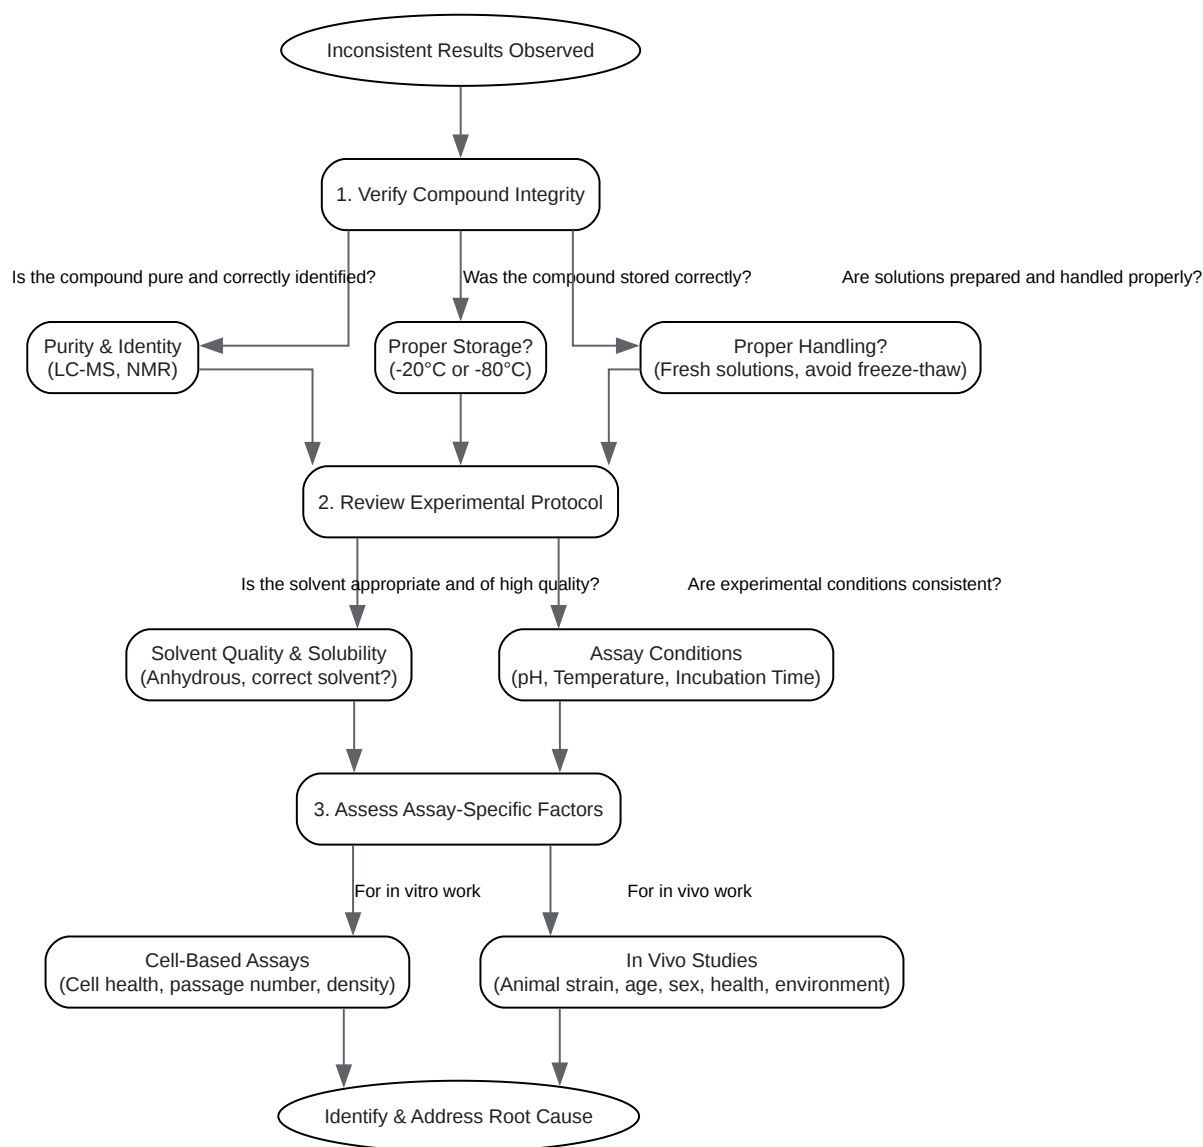 Inconsistent Results Observed
1. Verify Compound Integrity
Is the compound pure and correctly identified?
Was the compound stored correctly?
Are solutions prepared and handled properly?
Purity & Identity
(LC-MS, NMR)
Proper Storage?
(-20°C or -80°C)
Proper Handling?
(Fresh solutions, avoid freeze-thaw)
2. Review Experimental Protocol
Is the solvent appropriate and of high quality?
Are experimental conditions consistent?
Solvent Quality & Solubility
(Anhydrous, correct solvent?)
Assay Conditions
(pH, Temperature, Incubation Time)
3. Assess Assay-Specific Factors
For in vitro work
For in vivo work
Cell-Based Assays
(Cell health, passage number, density)
In Vivo Studies
(Animal strain, age, sex, health, environment)
Identify & Address Root Cause